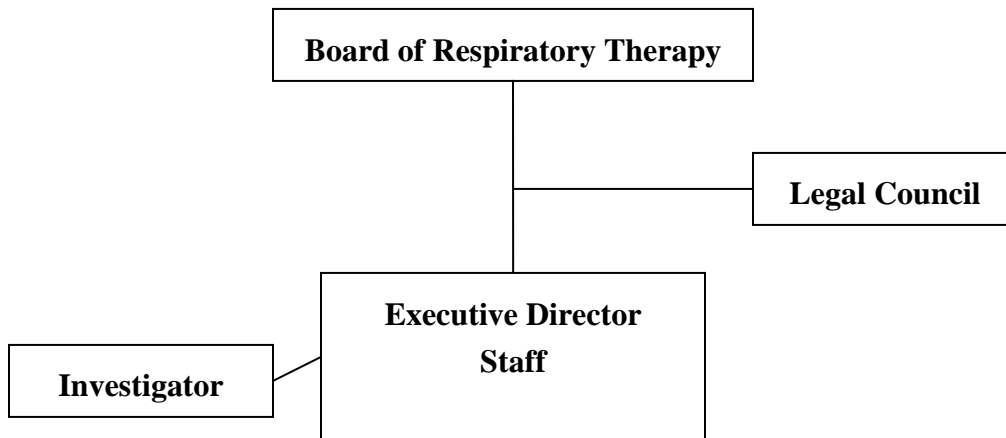 Board of Respiratory Therapy
Legal Council
Executive Director
Staff
Investigator